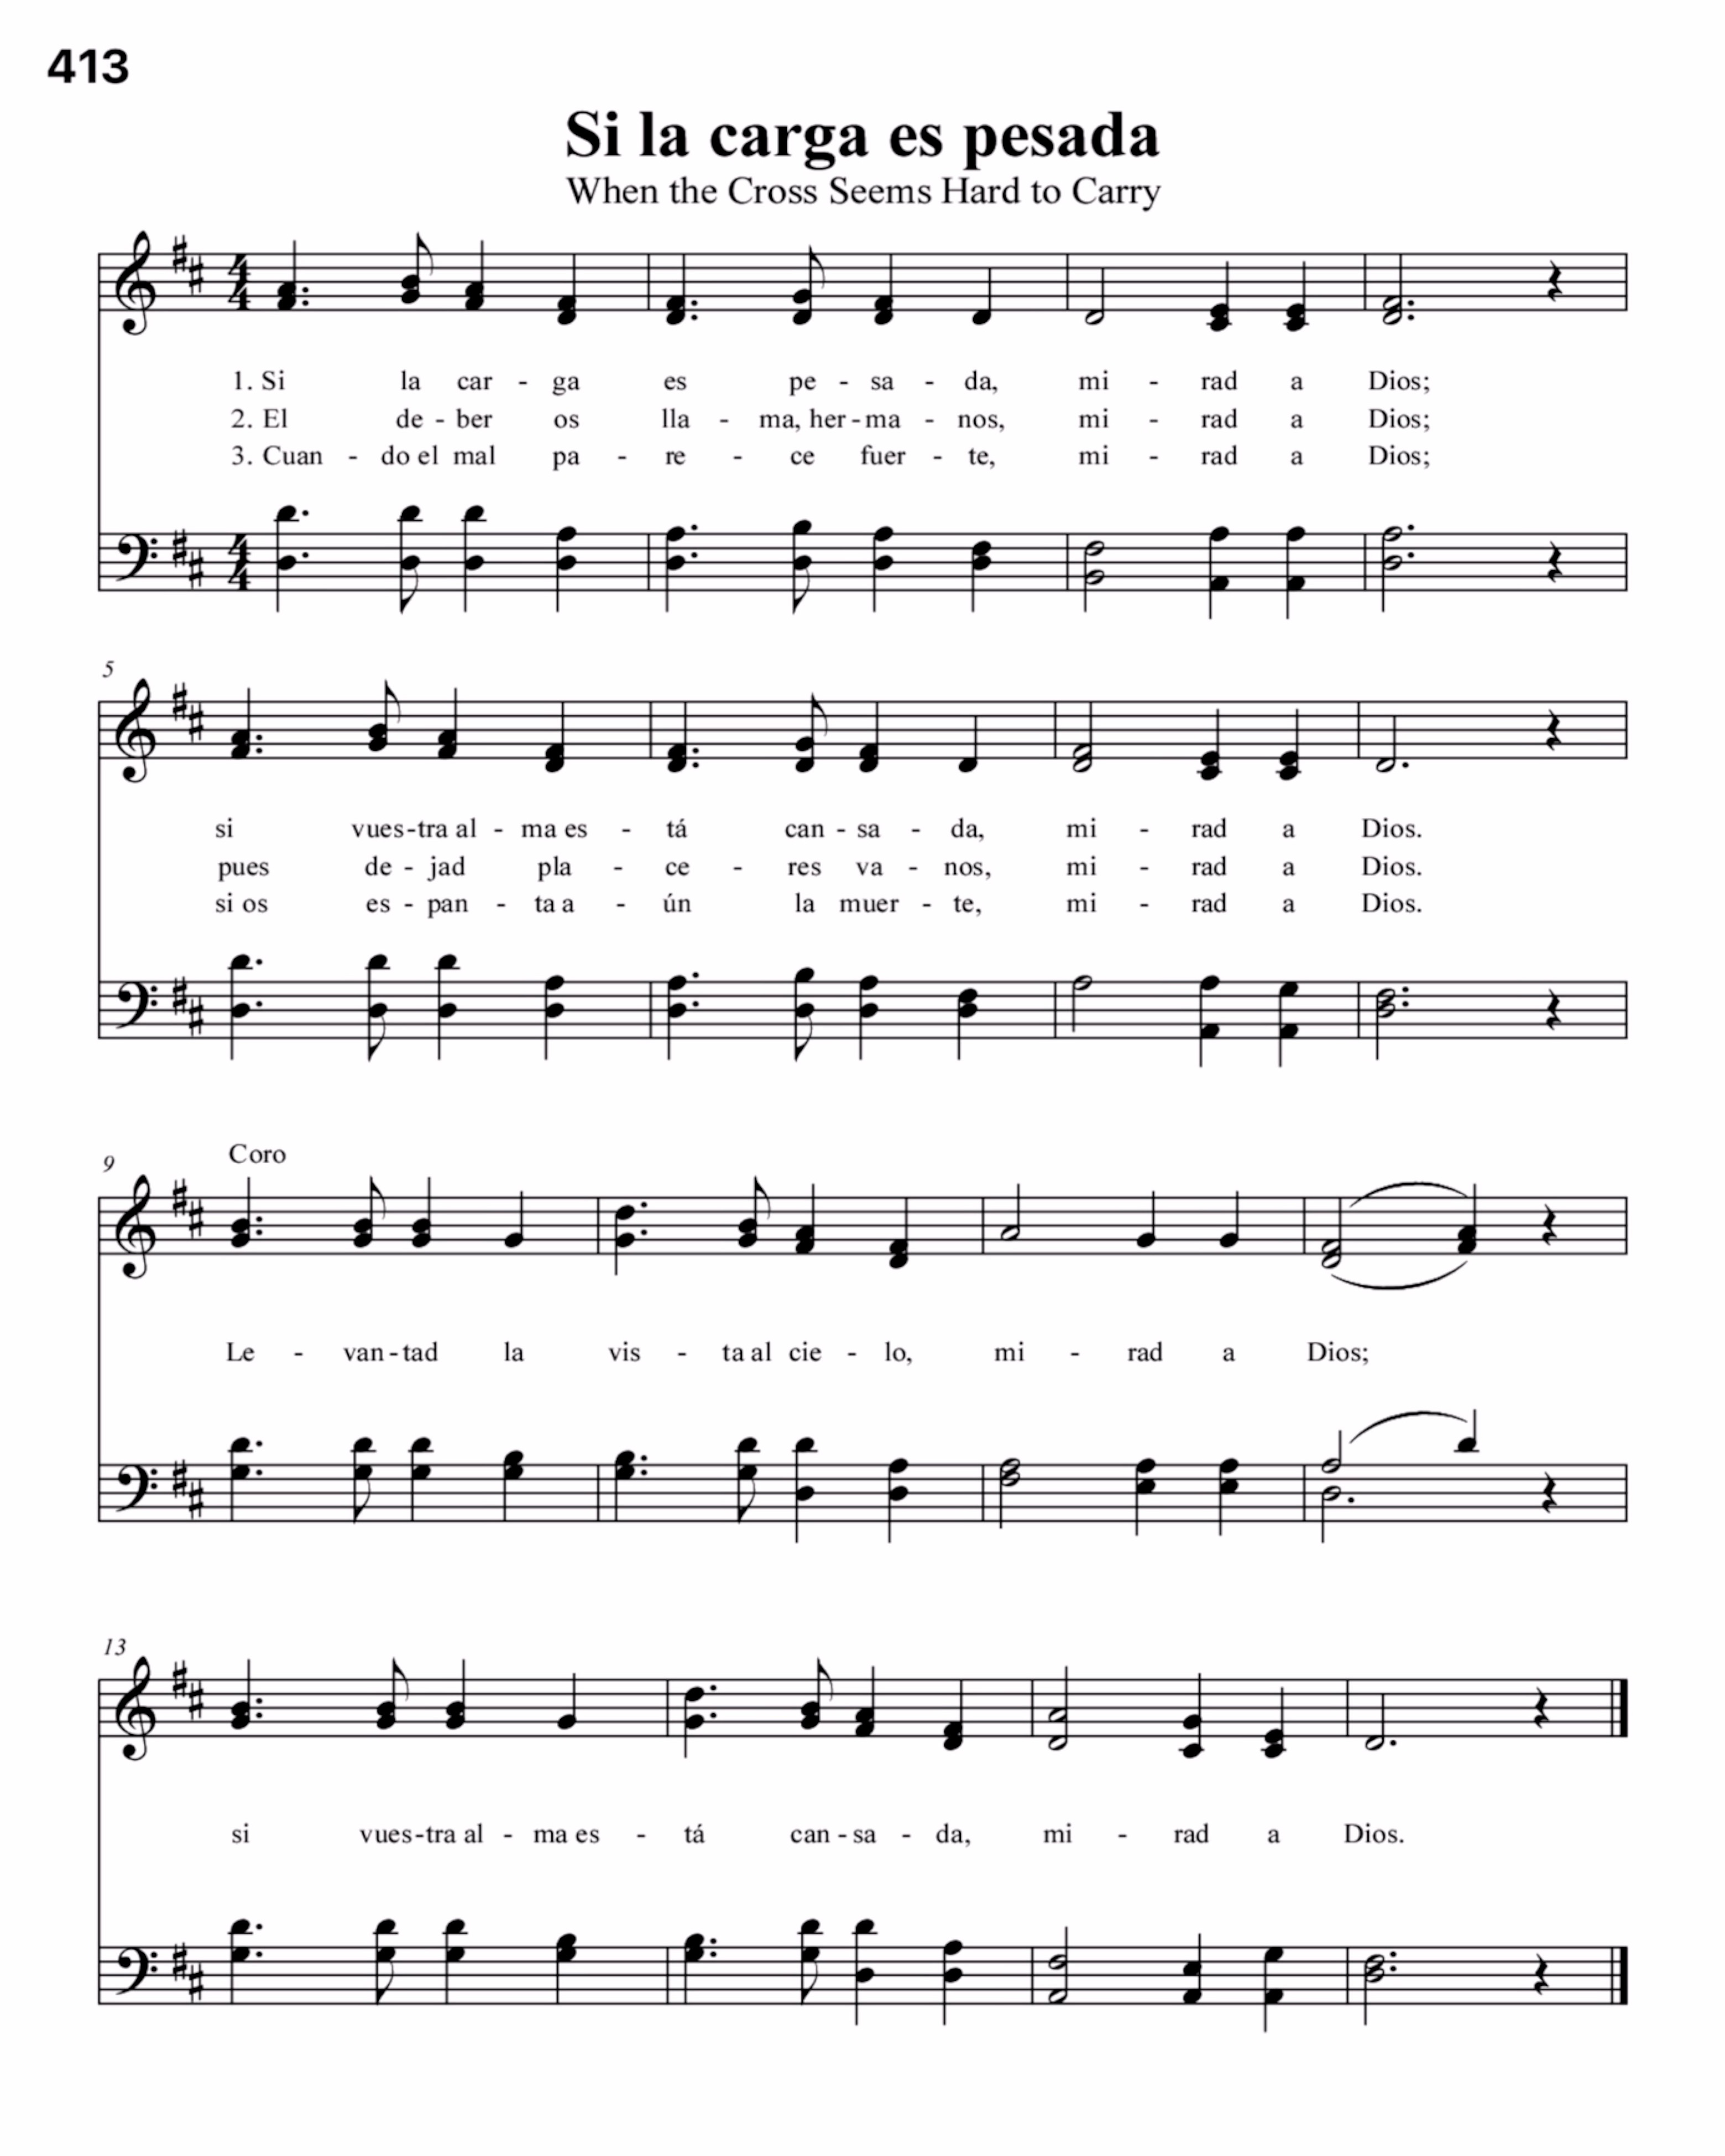 413
Si la carga es pesada
When the Cross Seems Hard to Carry
1. Si la car - ga es pe - sa - da, mi - rad a Dios;
2. El de - ber os lla - ma, her - ma - nos, mi - rad a Dios;
3. Cuan - do el mal pa - re - ce fuer - te, mi - rad a Dios;
5
si vues - tra al - ma es - tá can - sa - da, mi - rad a Dios.
pues de - jad pla - ce - res va - nos, mi - rad a Dios.
si os es - pan - ta a - ún la muer - te, mi - rad a Dios.
9
Coro
Le - van - tad la vis - ta al cie - lo, mi - rad a Dios;
13
si vues - tra al - ma es - tá can - sa - da, mi - rad a Dios.